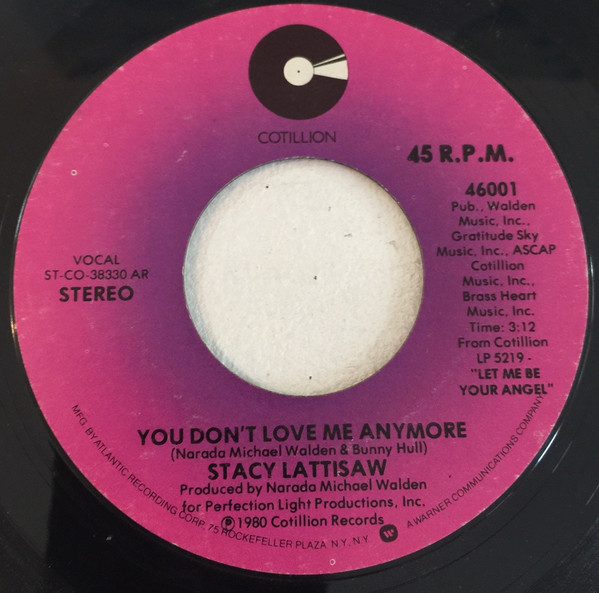 COTILLION
45 R.P.M.
46001
Pub., Walden
Music, Inc.,
Gratitude Sky
Music, Inc., ASCAP
Cotillion
Music, Inc.,
Brass Heart
Music, Inc.
Time: 3:12
From Cotillion
LP 5219 -
"LET ME BE
YOUR ANGEL"
VOCAL
ST-CO-38330 AR
STEREO
YOU DON'T LOVE ME ANYMORE
(Narada Michael Walden & Bunny Hull)
STACY LATTISAW
Produced by Narada Michael Walden
for Perfection Light Productions, Inc.
℗1980 Cotillion Records
MFG. BY ATLANTIC RECORDING CORP. 75 ROCKEFELLER PLAZA N.Y. N.Y.
A WARNER COMMUNICATIONS COMPANY